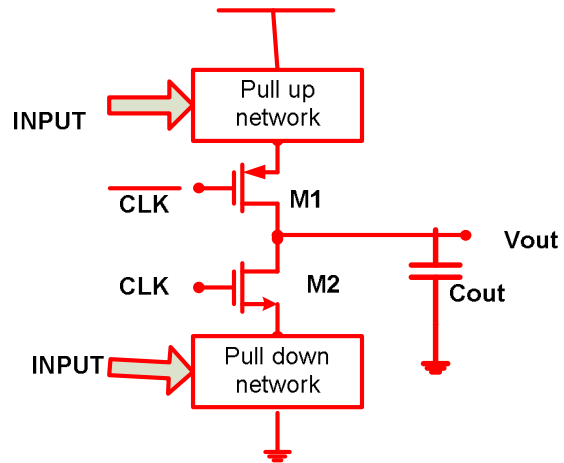 Pull up
network
INPUT
M1
CLK
Vout
CLK
M2
Cout
Pull down
network
INPUT